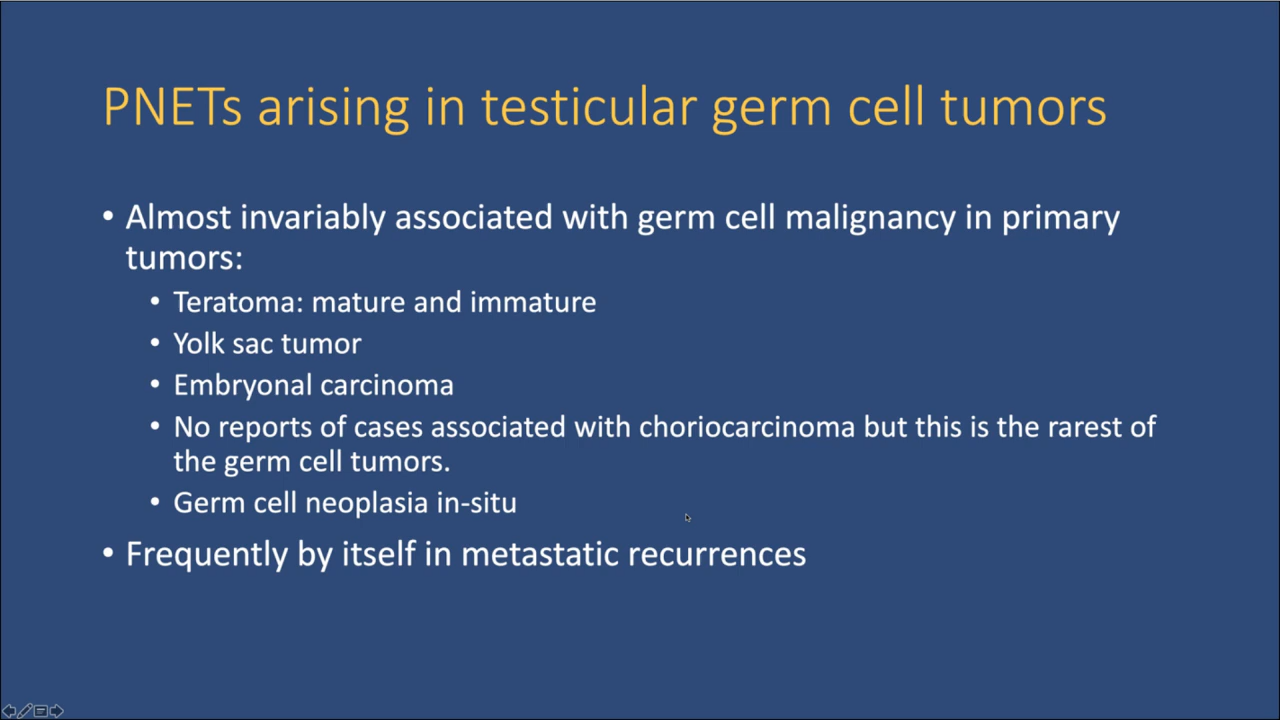 PNETs arising in testicular germ cell tumors
• Almost invariably associated with germ cell malignancy in primary
tumors:
• Teratoma: mature and immature
• Yolk sac tumor
• Embryonal carcinoma
• No reports of cases associated with choriocarcinoma but this is the rarest of
the germ cell tumors.
• Germ cell neoplasia in-situ
• Frequently by itself in metastatic recurrences